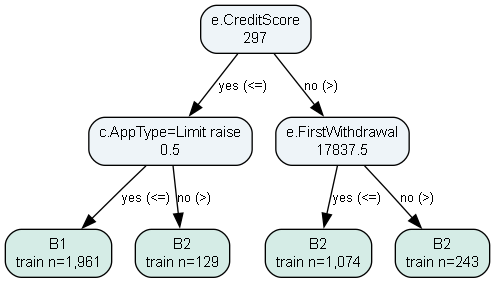 e.CreditScore
297
yes (<=)
no (>)
c.AppType=Limit raise
0.5
e.FirstWithdrawal
17837.5
yes (<=)
no (>)
yes (<=)
no (>)
B1
train n=1,961
B2
train n=129
B2
train n=1,074
B2
train n=243